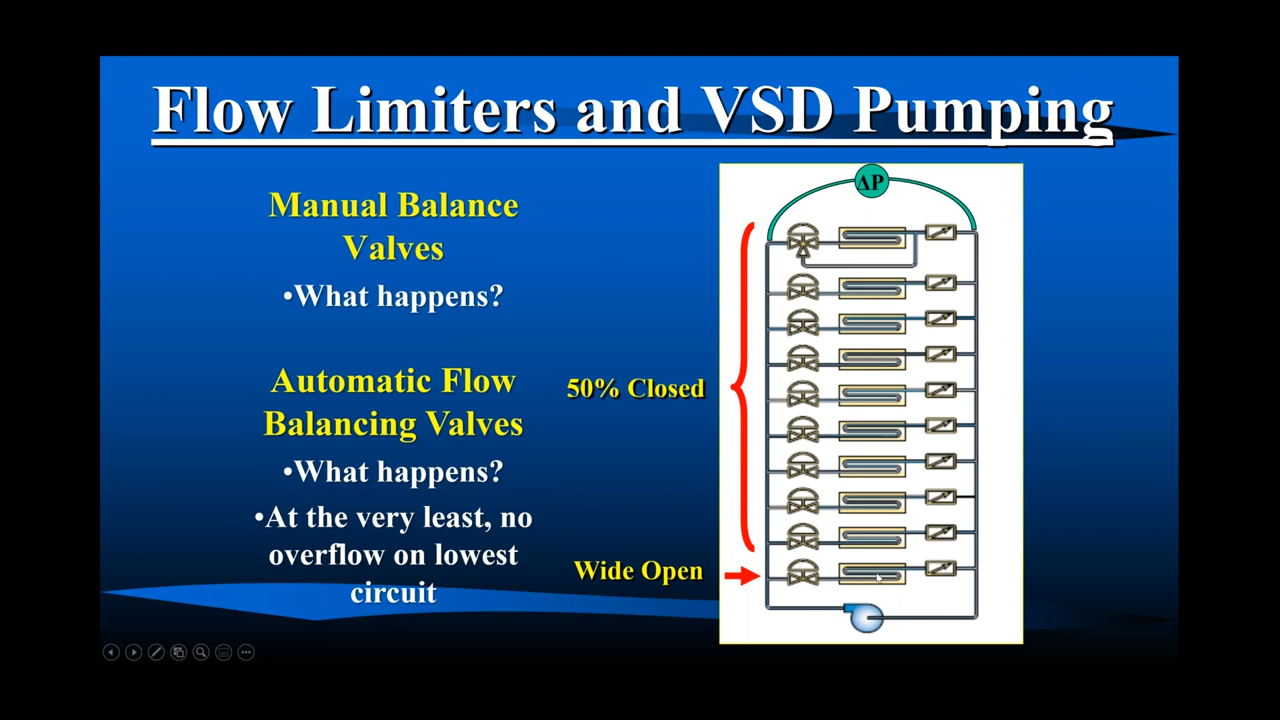 Flow Limiters and VSD Pumping
Manual Balance
Valves
•What happens?
Automatic Flow
Balancing Valves
•What happens?
•At the very least, no
overflow on lowest
circuit
50% Closed
Wide Open
ΔP